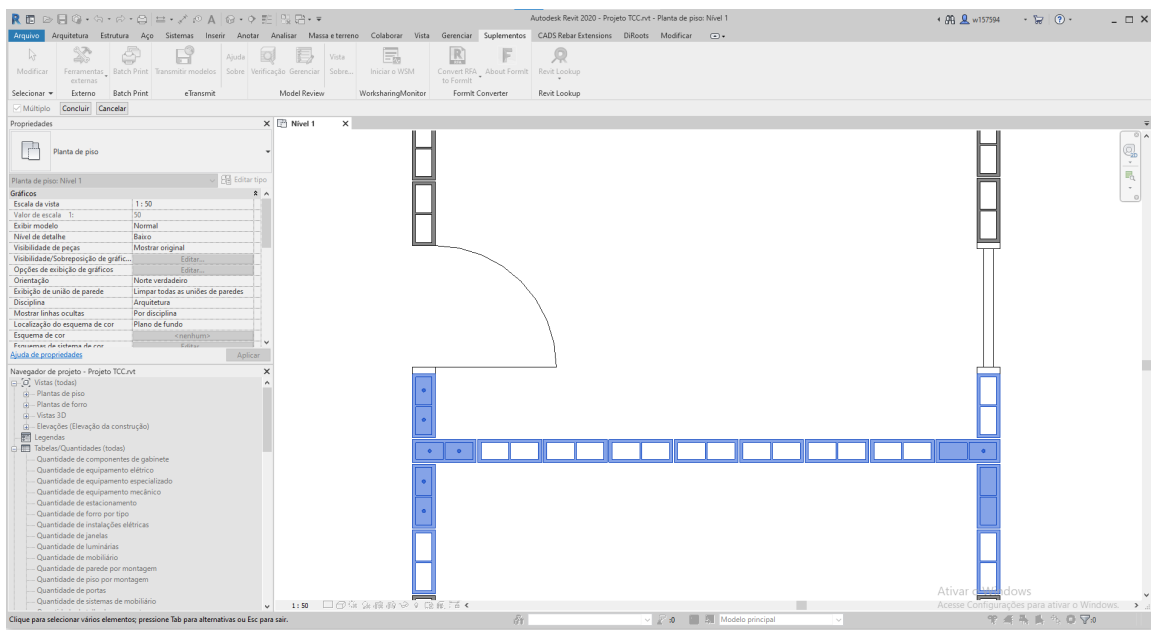 Autodesk Revit 2020 - Projeto TCC.rvt - Planta de piso: Nível 1
w157594
Arquivo Arquitetura Estrutura Aço Sistemas Inserir Anotar Analisar Massa e terreno Colaborar Vista Gerenciar Suplementos CADS Rebar Extensions DiRoots Modificar
Modificar Ferramentas externas Batch Print Transmitir modelos Ajuda Sobre Verificação Gerenciar Vista Sobre... Iniciar o WSM Convert RFA to FormIt About FormIt Revit Lookup
Selecionar Externo Batch Print eTransmit Model Review WorksharingMonitor FormIt Converter Revit Lookup
Múltiplo Concluir Cancelar
Propriedades
Nível 1
Planta de piso
Planta de piso: Nível 1 Editar tipo
Gráficos
Escala da vista 1 : 50
Valor de escala 1: 50
Exibir modelo Normal
Nível de detalhe Baixo
Visibilidade de peças Mostrar original
Visibilidade/Sobreposição de gráfic... Editar...
Opções de exibição de gráficos Editar...
Orientação Norte verdadeiro
Exibição de união de parede Limpar todas as uniões de paredes
Disciplina Arquitetura
Mostrar linhas ocultas Por disciplina
Localização do esquema de cor Plano de fundo
Esquema de cor <nenhum>
Esquemas de sistema de cor Editar...
Ajuda de propriedades Aplicar
Navegador de projeto - Projeto TCC.rvt
Vistas (todas)
Plantas de piso
Plantas de forro
Vistas 3D
Elevações (Elevação da construção)
Legendas
Tabelas/Quantidades (todas)
Quantidade de componentes de gabinete
Quantidade de equipamento elétrico
Quantidade de equipamento especializado
Quantidade de equipamento mecânico
Quantidade de estacionamento
Quantidade de forro por tipo
Quantidade de instalações elétricas
Quantidade de janelas
Quantidade de luminárias
Quantidade de mobiliário
Quantidade de parede por montagem
Quantidade de piso por montagem
Quantidade de portas
Quantidade de sistemas de mobiliário
1 : 50
Ativar o Windows
Acesse Configurações para ativar o Windows.
Clique para selecionar vários elementos; pressione Tab para alternativas ou Esc para sair.
:0 Modelo principal :0